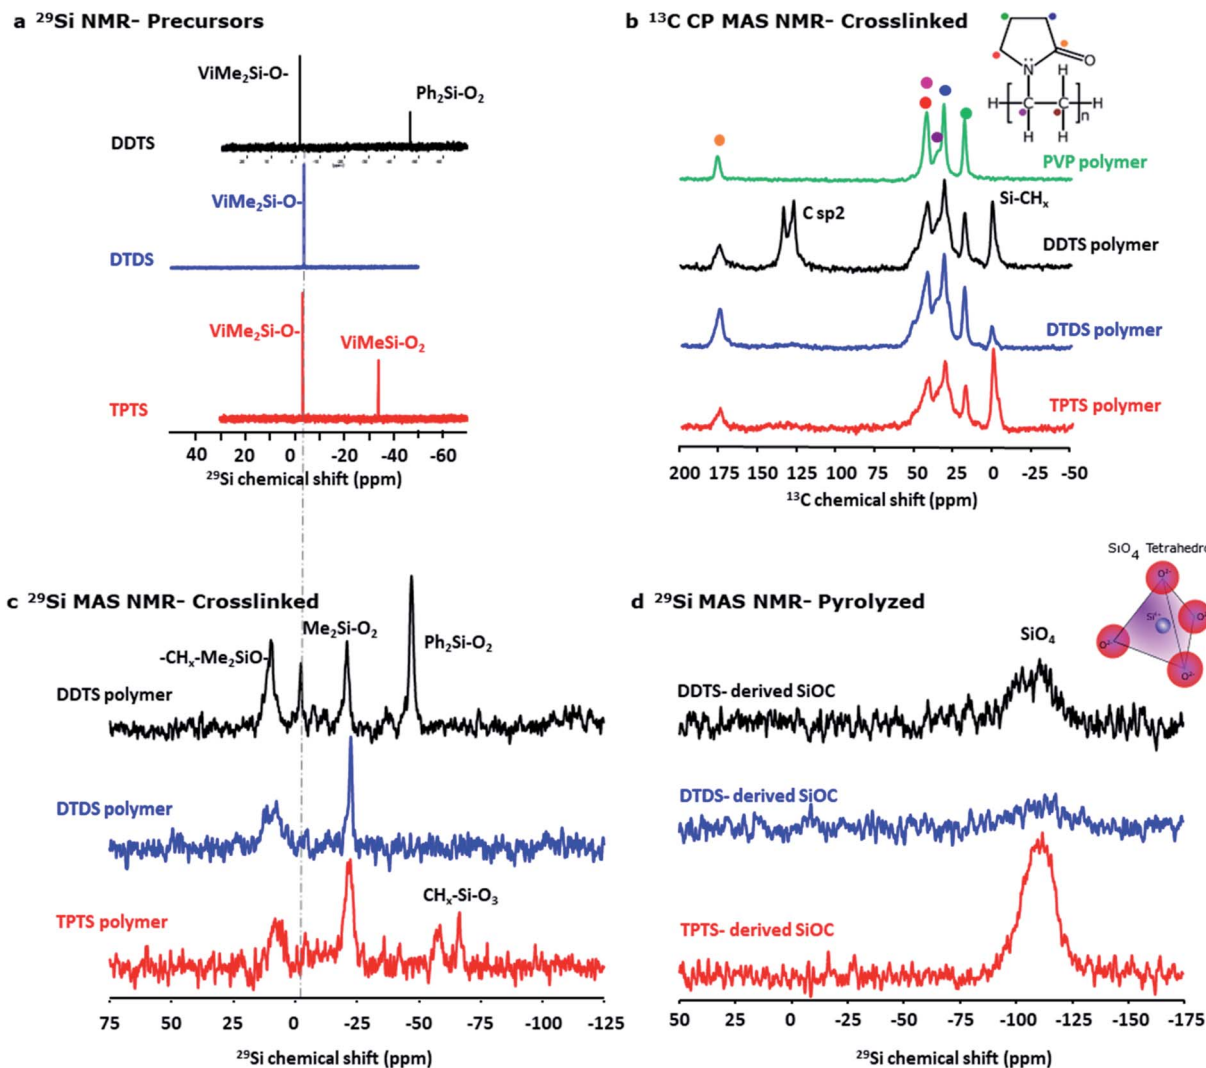 a ²⁹Si NMR- Precursors
ViMe₂Si-O-
Ph₂Si-O₂
DDTS
ViMe₂Si-O-
DTDS
ViMe₂Si-O-
ViMeSi-O₂
TPTS
40 20 0 -20 -40 -60
²⁹Si chemical shift (ppm)
b ¹³C CP MAS NMR- Crosslinked
N
O
H H
H C C H
n
H H
PVP polymer
C sp2
Si-CHₓ
DDTS polymer
DTDS polymer
TPTS polymer
200 175 150 125 100 75 50 25 0 -25 -50
¹³C chemical shift (ppm)
c ²⁹Si MAS NMR- Crosslinked
-CHₓ-Me₂SiO-
Me₂Si-O₂
Ph₂Si-O₂
DDTS polymer
DTDS polymer
CHₓ-Si-O₃
TPTS polymer
75 50 25 0 -25 -50 -75 -100 -125
²⁹Si chemical shift (ppm)
SiO₄ Tetrahedro
d ²⁹Si MAS NMR- Pyrolyzed
O²⁻
Si⁴⁺
O²⁻
O²⁻
SiO₄
DDTS- derived SiOC
DTDS- derived SiOC
TPTS- derived SiOC
50 25 0 -25 -50 -75 -100 -125 -150 -175
²⁹Si chemical shift (ppm)